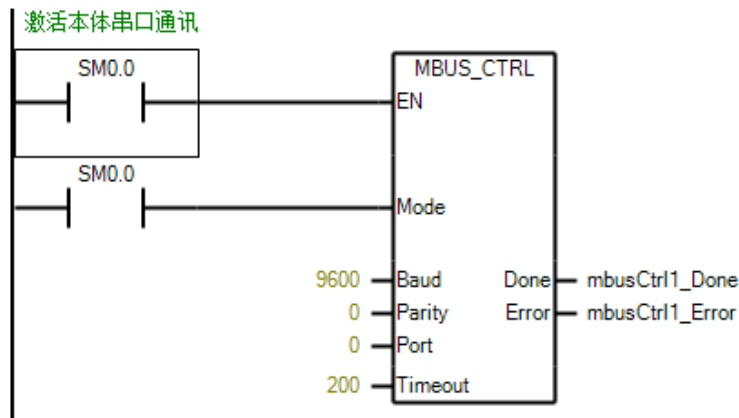 激活本体串口通讯
SM0.0
MBUS_CTRL
EN
SM0.0
Mode
9600 Baud Done mbusCtrl1_Done
0 Parity Error mbusCtrl1_Error
0 Port
200 Timeout